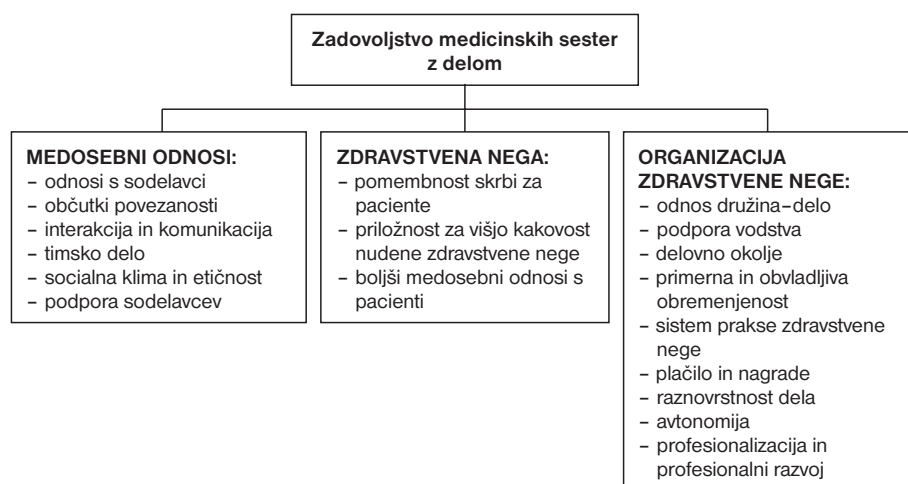 Zadovoljstvo medicinskih sester
z delom
MEDOSEBNI ODNOSI:
– odnosi s sodelavci
– občutki povezanosti
– interakcija in komunikacija
– timsko delo
– socialna klima in etičnost
– podpora sodelavcev
ZDRAVSTVENA NEGA:
– pomembnost skrbi za
paciente
– priložnost za višjo kakovost
nudene zdravstvene nege
– boljši medosebni odnosi s
pacienti
ORGANIZACIJA
ZDRAVSTVENE NEGE:
– odnos družina–delo
– podpora vodstva
– delovno okolje
– primerna in obvladljiva
obremenjenost
– sistem prakse zdravstvene
nege
– plačilo in nagrade
– raznovrstnost dela
– avtonomija
– profesionalizacija in
profesionalni razvoj